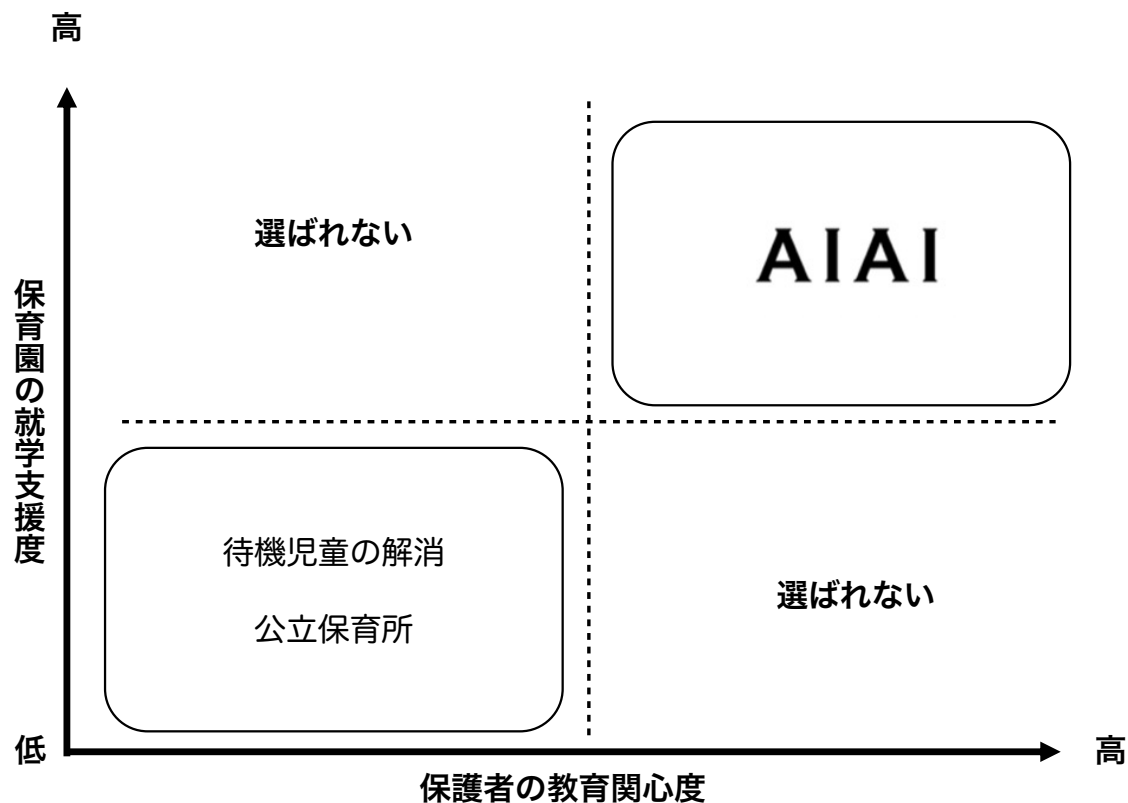 高
選ばれない
AIAI
保育園の就学支援度
待機児童の解消
公立保育所
選ばれない
低
高
保護者の教育関心度